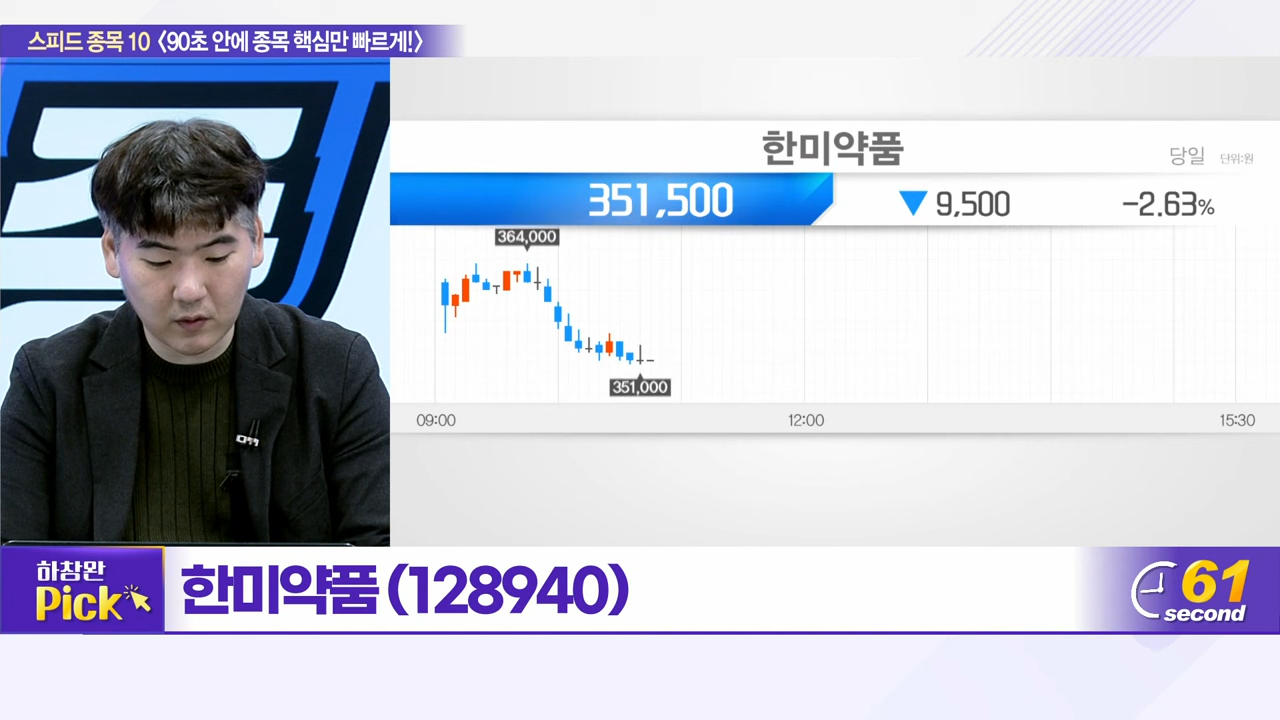 스피드 종목 10 〈90초 안에 종목 핵심만 빠르게!〉
한미약품
당일 단위:원
351,500 ▼ 9,500 -2.63%
364,000
351,000
09:00 12:00 15:30
하창완
Pick
한미약품 (128940)
61
second